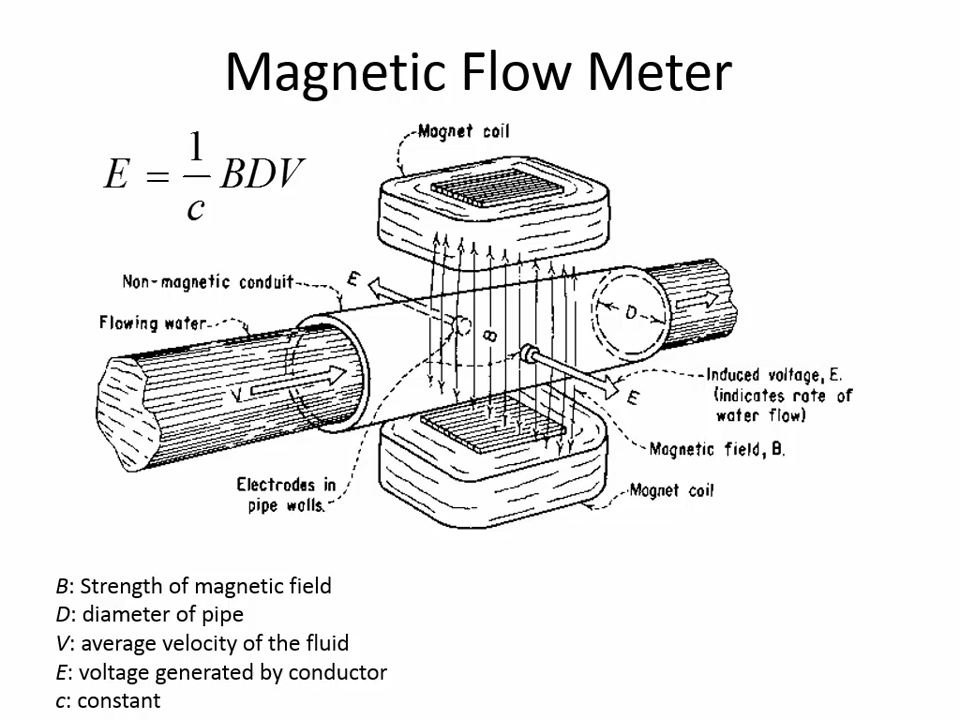 Magnetic Flow Meter
E = 1/c BDV
Magnet coil
Non-magnetic conduit
E
Flowing water
D
B
V
Induced voltage, E.
(indicates rate of
water flow)
E
Magnetic field, B.
Electrodes in
pipe walls.
Magnet coil
B: Strength of magnetic field
D: diameter of pipe
V: average velocity of the fluid
E: voltage generated by conductor
c: constant